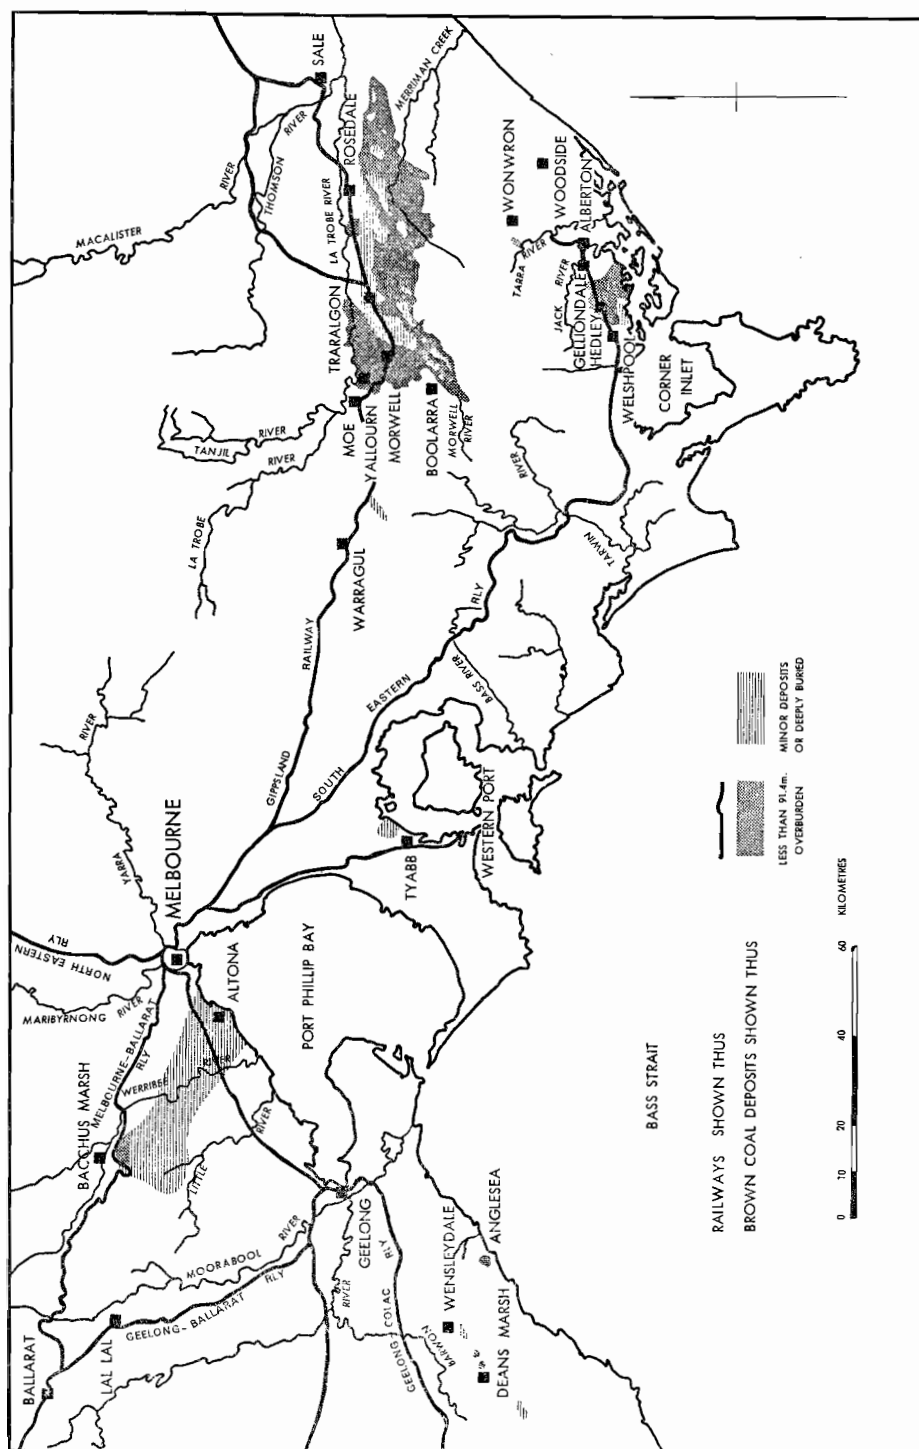 BALLARAT
LAL LAL
GEELONG-BALLARAT RLY
MOORABOOL RIVER
BACCHUS MARSH
MELBOURNE-BALLARAT
RLY
WERRIBEE RIVER
LITTLE RIVER
MARIBYRNONG RIVER
NORTH EASTERN
RLY
MELBOURNE
ALTONA
YARRA RIVER
GEELONG
GEELONG-COLAC RLY
BARWON RIVER
WENSLEYDALE
DEANS MARSH
ANGLESEA
PORT PHILLIP BAY
TYABB
WESTERN PORT
GIPPSLAND RAILWAY
SOUTH EASTERN RLY
BASS RIVER
WARRAGUL
LA TROBE RIVER
TANJIL RIVER
MOE
YALLOURN
MORWELL
TRARALGON
BOOLARRA
MORWELL
RIVER
TARWIN RIVER
MACALISTER RIVER
THOMSON RIVER
LA TROBE RIVER
SALE
ROSEDALE
MERRIMAN CREEK
WONWRON
WOODSIDE
ALBERTON
TARRA RIVER
JACK RIVER
GELLIONDALE
HEDLEY
WELSHPOOL
CORNER
INLET
BASS STRAIT
RAILWAYS SHOWN THUS
BROWN COAL DEPOSITS SHOWN THUS
LESS THAN 91.4m.
OVERBURDEN
MINOR DEPOSITS
OR DEEPLY BURIED
0 10 20 40 60 KILOMETRES